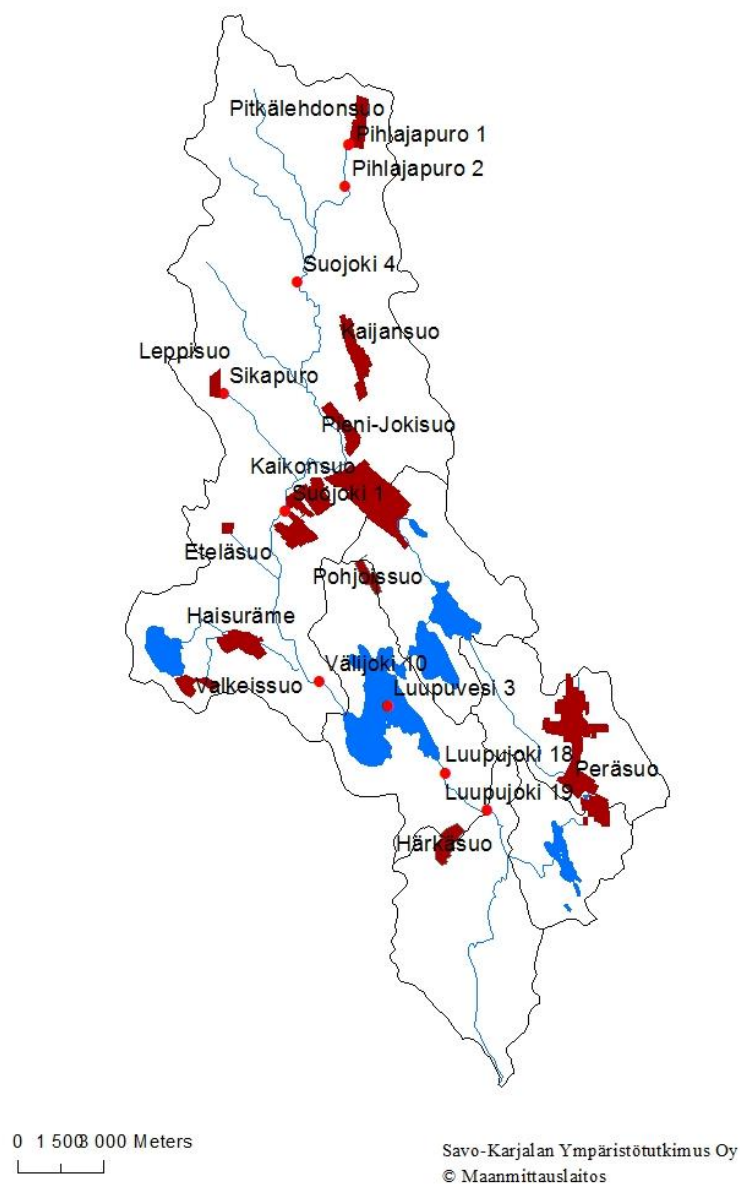 Pitkälehdonsuo
Pihlajapuro 1
Pihlajapuro 2
Suojoki 4
Kaijansuo
Leppisuo
Sikapuro
Pieni-Jokisuo
Kaikonsuo
Suojoki 1
Eteläsuo
Pohjoissuo
Haisuräme
Välijoki 10
Valkeissuo
Luupuvesi 3
Luupujoki 18
Peräsuo
Luupujoki 19
Härkäsuo
0 1 500 3 000 Meters
Savo-Karjalan Ympäristötutkimus Oy
© Maanmittauslaitos